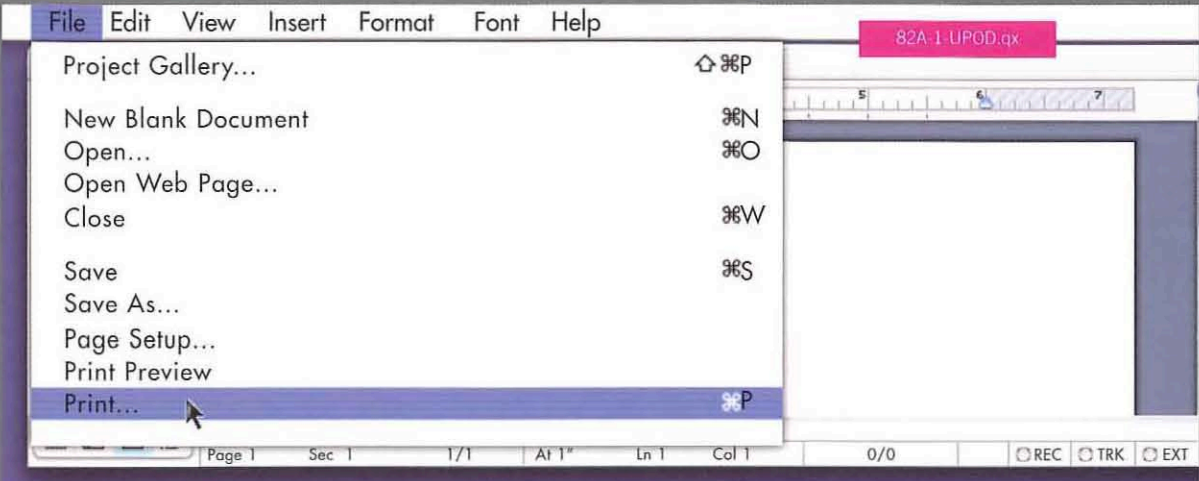 File Edit View Insert Format Font Help
82A-1-UPOD.qx
Project Gallery... ⇧⌘P
5 6 7
New Blank Document ⌘N
Open... ⌘O
Open Web Page...
Close ⌘W
Save ⌘S
Save As...
Page Setup...
Print Preview
Print... ⌘P
Page 1 Sec 1 1/1 At 1" Ln 1 Col 1 0/0 REC TRK EXT